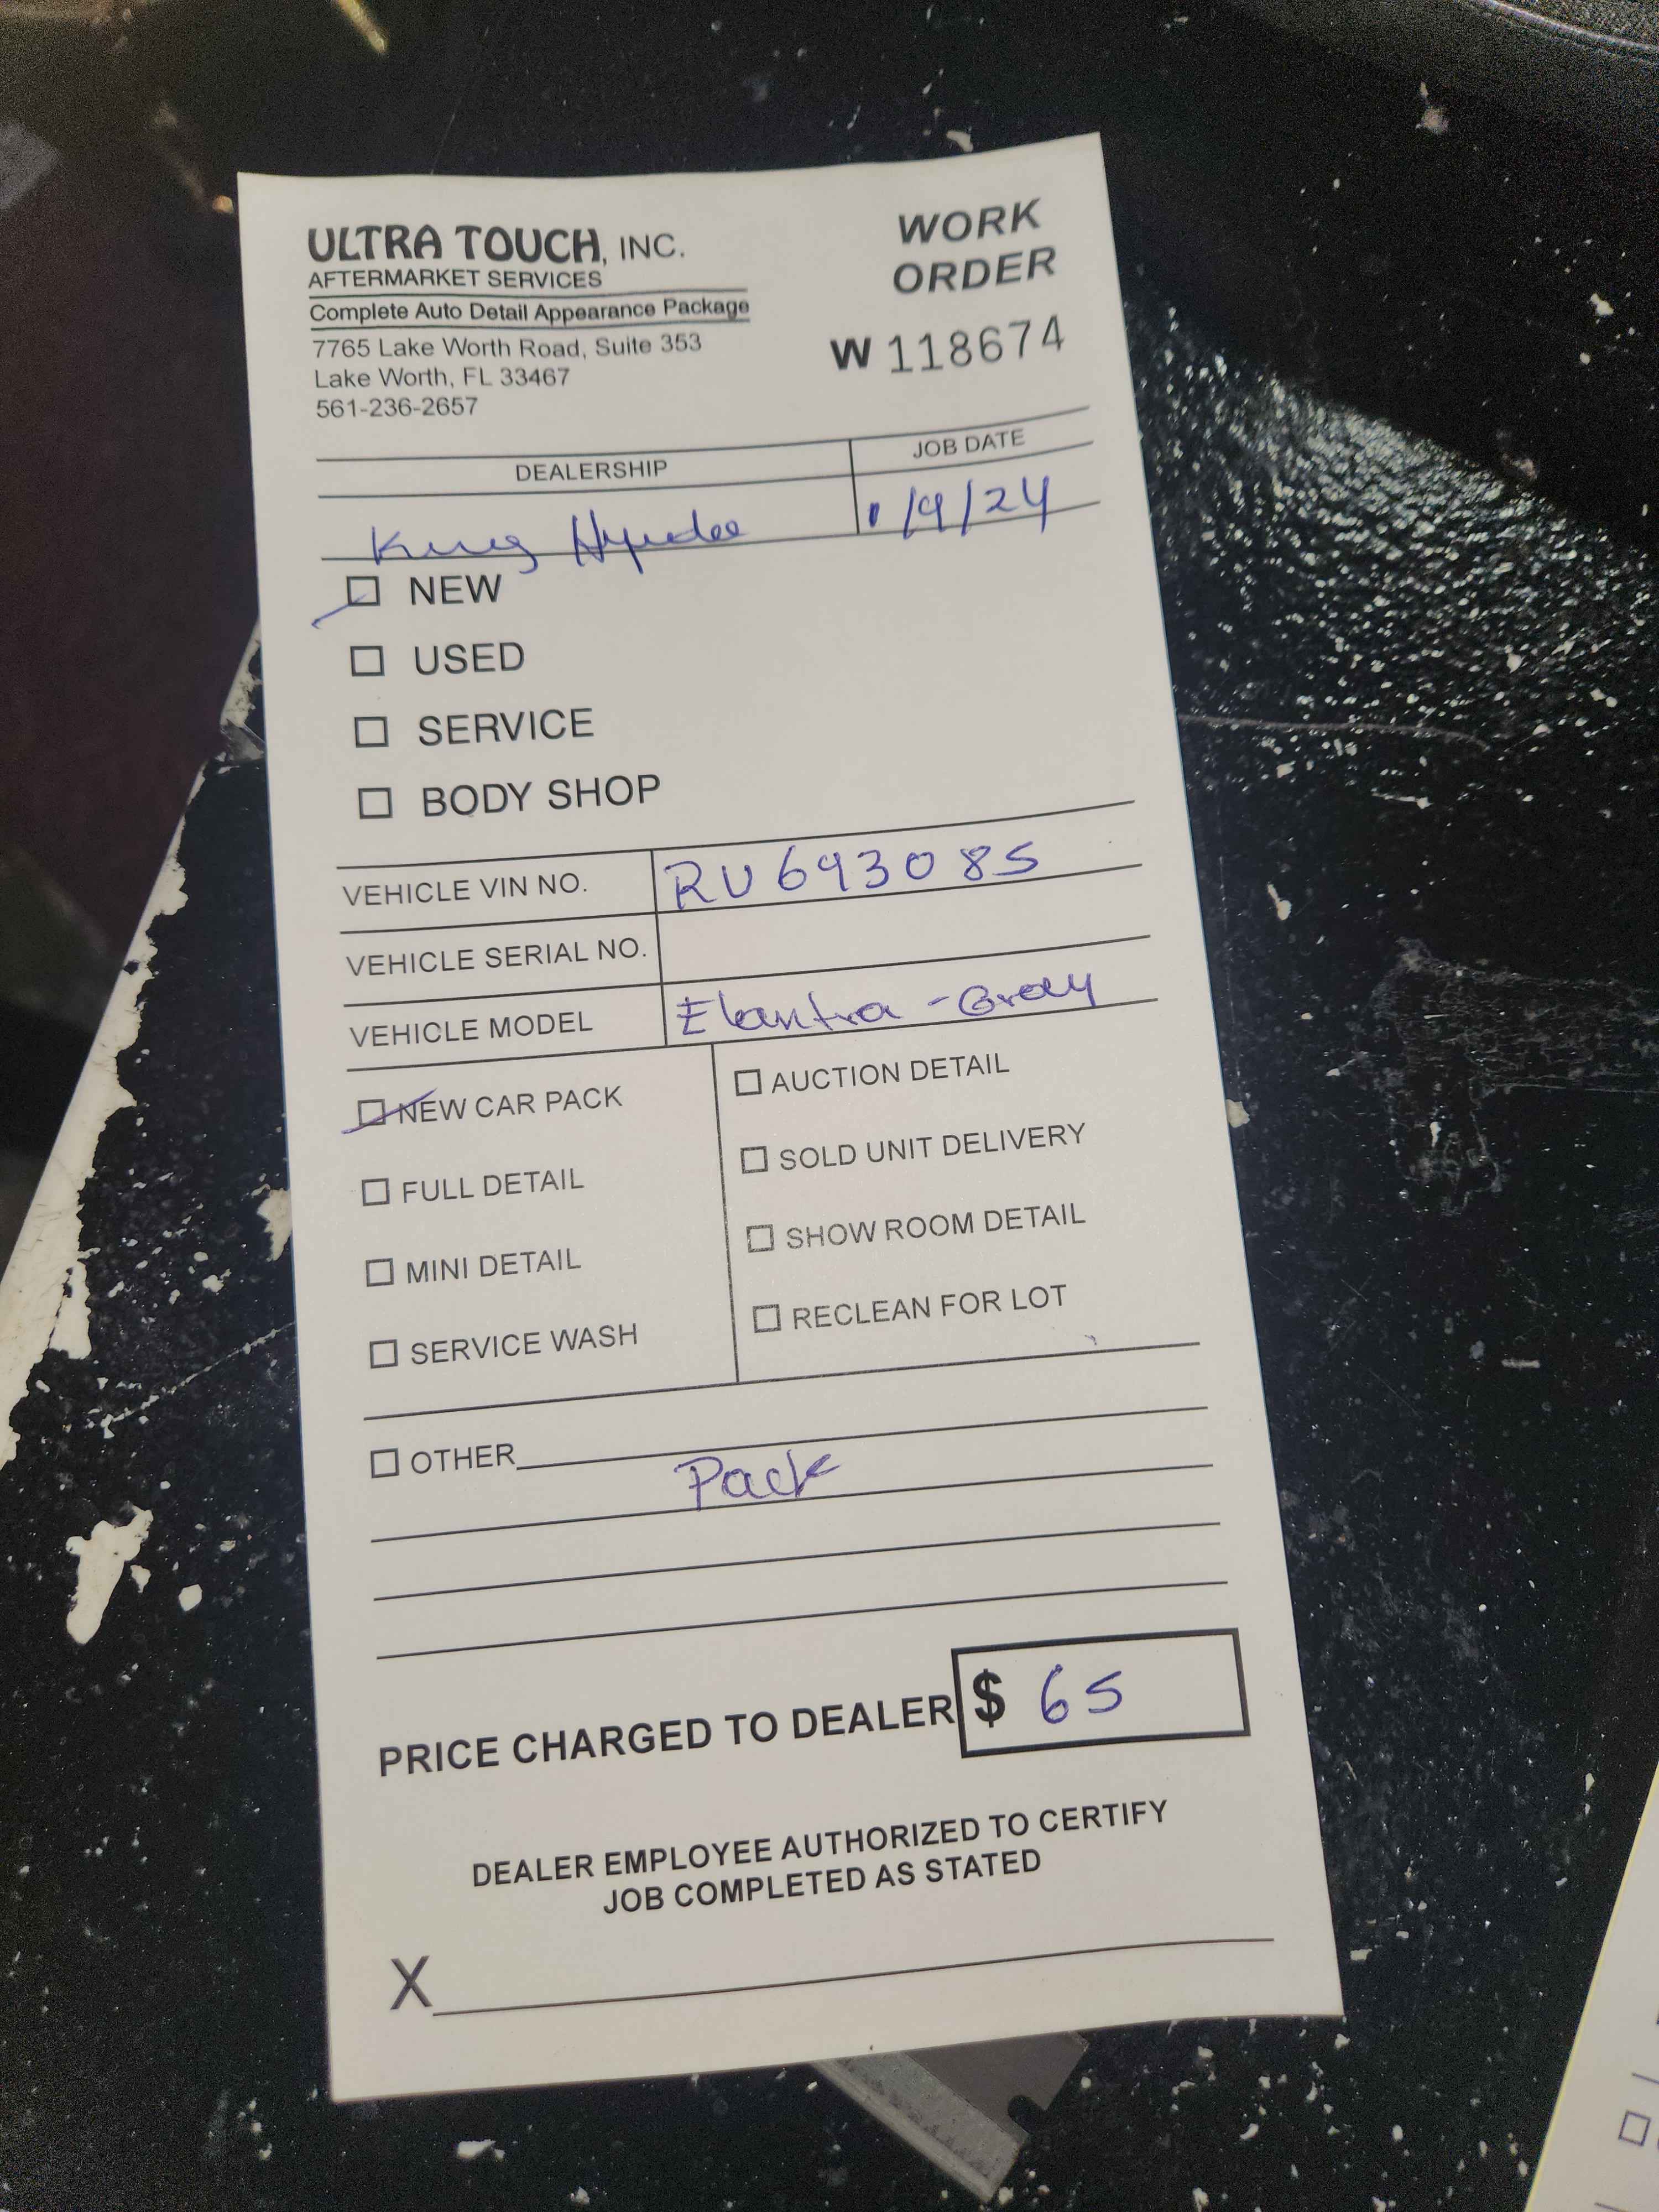 ULTRA TOUCH, INC.
AFTERMARKET SERVICES
Complete Auto Detail Appearance Package
7765 Lake Worth Road, Suite 353
Lake Worth, FL 33467
561-236-2657
WORK
ORDER
W 118674
DEALERSHIP
JOB DATE
King
1/9/24
NEW
USED
SERVICE
BODY SHOP
VEHICLE VIN NO. RU693085
VEHICLE SERIAL NO.
VEHICLE MODEL Elantra - Gray
NEW CAR PACK
FULL DETAIL
MINI DETAIL
SERVICE WASH
AUCTION DETAIL
SOLD UNIT DELIVERY
SHOW ROOM DETAIL
RECLEAN FOR LOT
OTHER
Pack
PRICE CHARGED TO DEALER $ 65
DEALER EMPLOYEE AUTHORIZED TO CERTIFY
JOB COMPLETED AS STATED
X